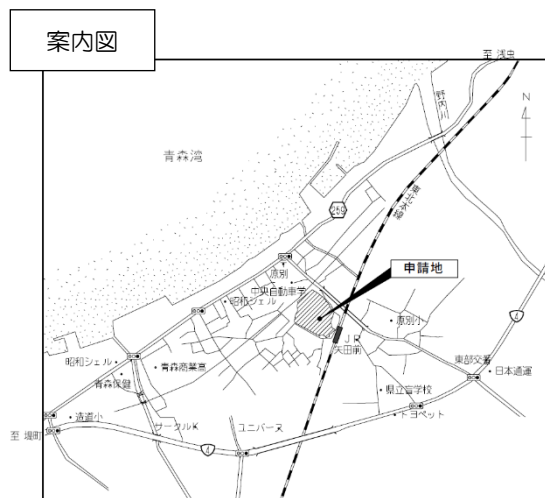 案内図
至 浅虫
野内川
N
青森湾
東北本線
259
原別
申請地
中央自動車学
昭和シェル
原別小
4
JR
矢田前
東部交番
日本通運
昭和シェル
青森商業高
青森保健
県立盲学校
造道小
サークルK
ユニバース
トヨペット
至 堤町
4